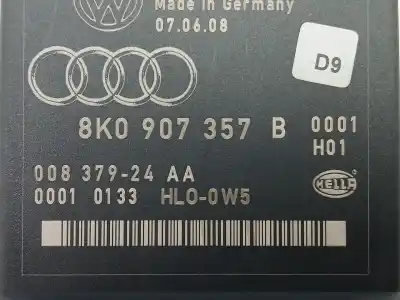 Made in Germany
07.06.08
D9
8K0 907 357 B 0001
H01
008 379-24 AA
0001 0133 HLO-0W5
HELLA